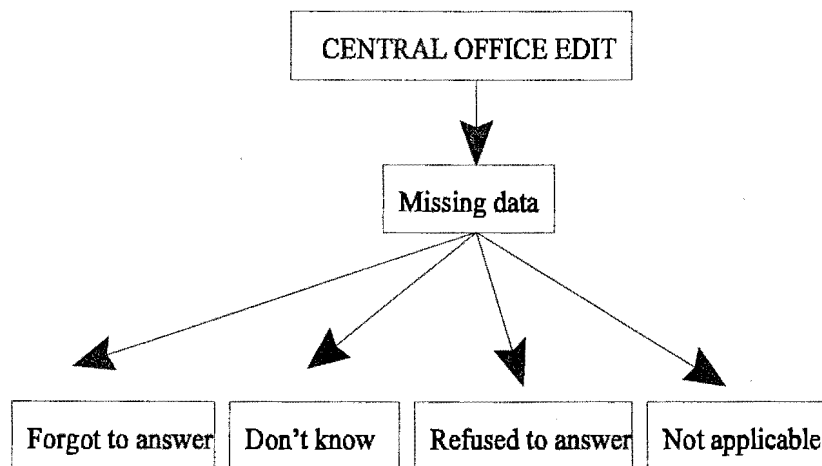 CENTRAL OFFICE EDIT
Missing data
Forgot to answer
Don't know
Refused to answer
Not applicable